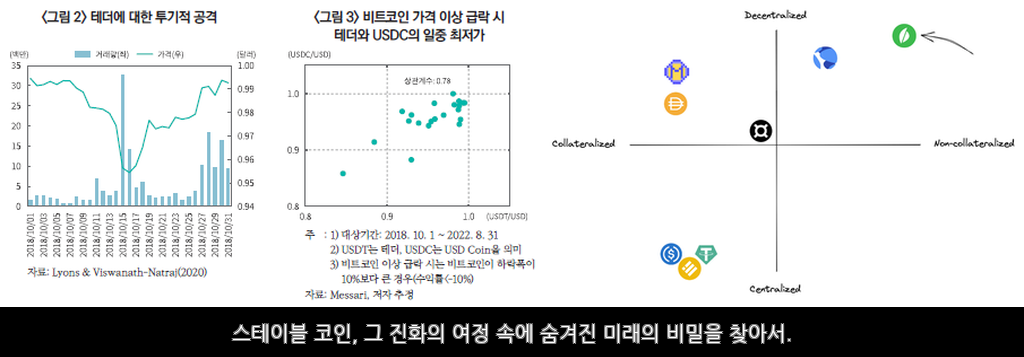 <그림 2> 테더에 대한 투기적 공격
(백만)
거래량(좌)
가격(우)
(달러)
35
30
25
20
15
10
5
0
1.00
0.99
0.98
0.97
0.96
0.95
0.94
2018/10/01
2018/10/03
2018/10/05
2018/10/07
2018/10/09
2018/10/11
2018/10/13
2018/10/15
2018/10/17
2018/10/19
2018/10/21
2018/10/23
2018/10/25
2018/10/27
2018/10/29
2018/10/31
자료: Lyons & Viswanath-Natraj(2020)
<그림 3> 비트코인 가격 이상 급락 시
테더와 USDC의 일중 최저가
(USDC/USD)
상관계수: 0.78
1.0
0.9
0.8
0.8
0.9
1.0
(USDT/USD)
주 : 1) 대상기간: 2018. 10. 1 ~ 2022. 8. 31
2) USDT는 테더, USDC는 USD Coin을 의미
3) 비트코인 이상 급락 시는 비트코인이 하락폭이
10%보다 큰 경우(수익률<-10%)
자료: Messari, 저자 추정
Decentralized
Collateralized
Non-collateralized
Centralized
스테이블 코인, 그 진화의 여정 속에 숨겨진 미래의 비밀을 찾아서.